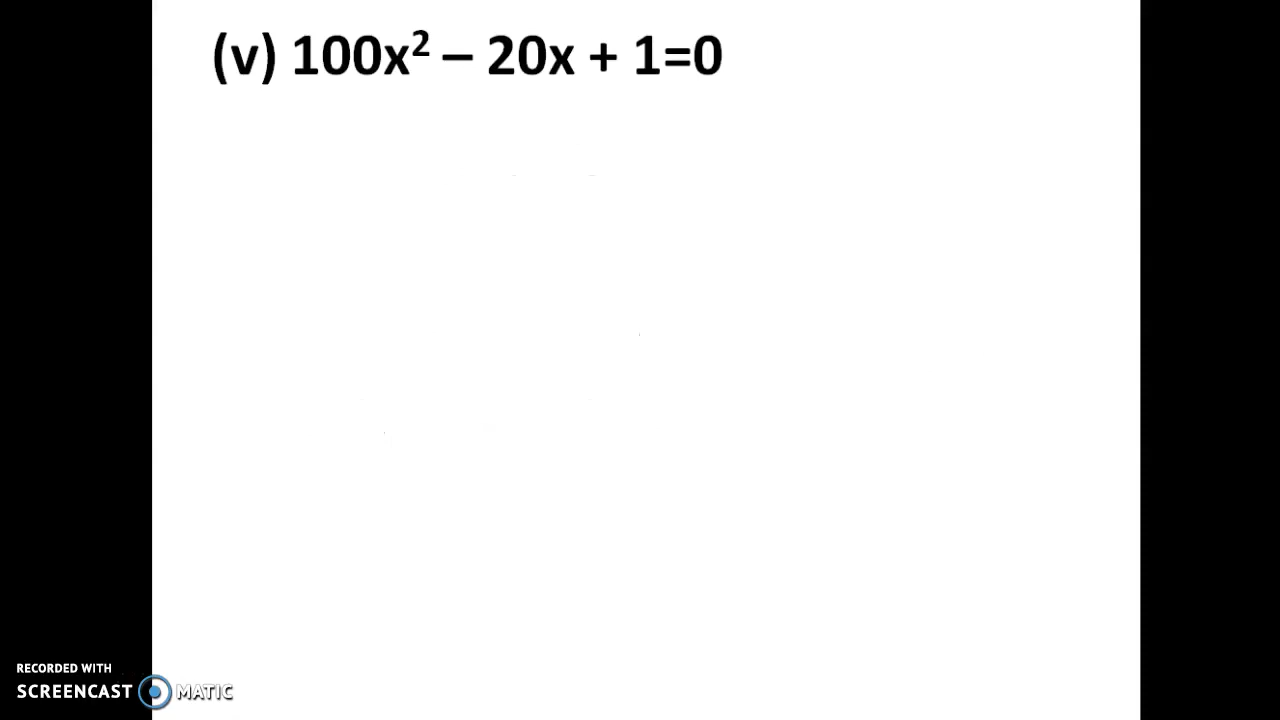 (v) 100x² – 20x + 1=0
RECORDED WITH
SCREENCAST MATIC